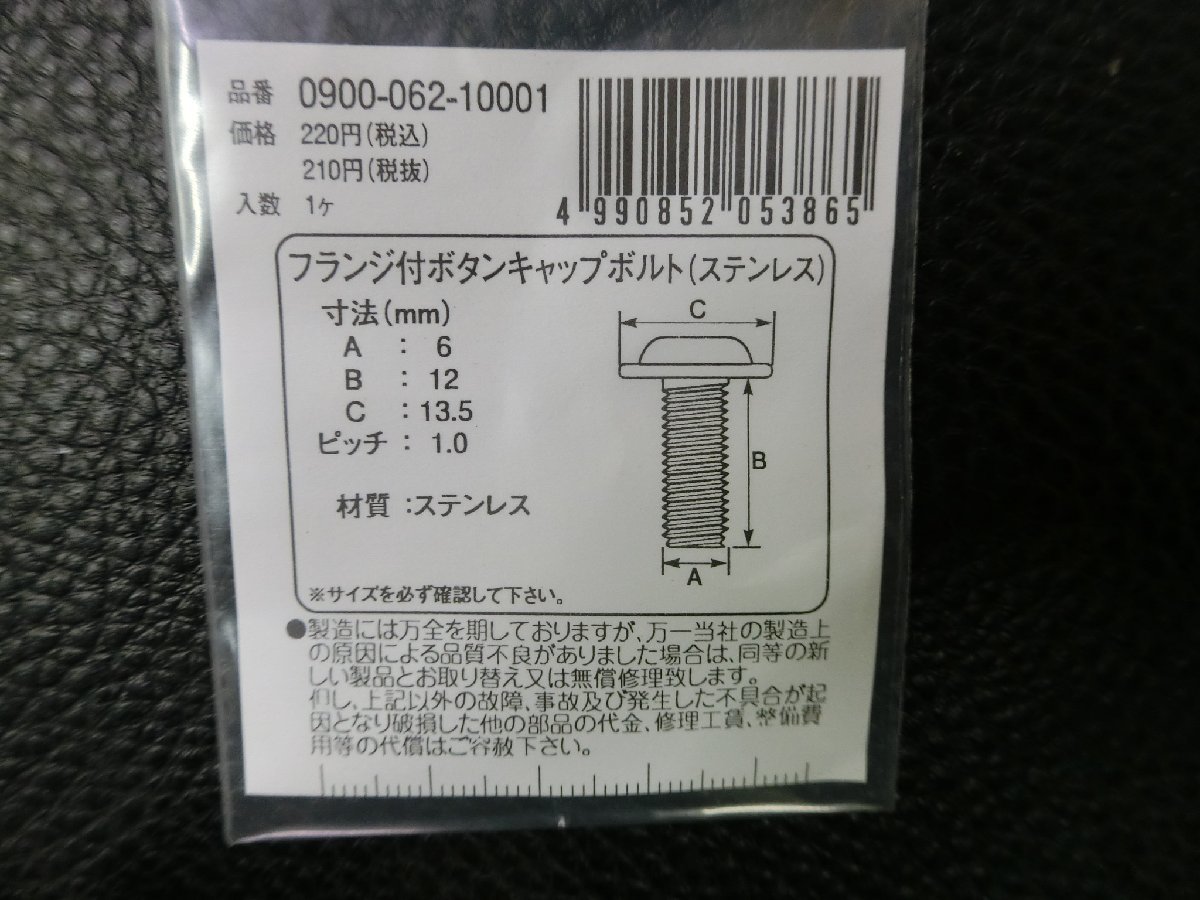 品番 0900-062-10001
価格 220円(税込)
210円(税抜)
入数 1ヶ
4 990852 053865
フランジ付ボタンキャップボルト(ステンレス)
寸法(mm)
A : 6
B : 12
C : 13.5
ピッチ : 1.0
材質 :ステンレス
※サイズを必ず確認して下さい。
C
B
A
●製造には万全を期しておりますが、万一当社の製造上
の原因による品質不良がありました場合は、同等の新
しい製品とお取り替え又は無償修理致します。
但し、上記以外の故障、事故及び発生した不具合が起
因となり破損した他の部品の代金、修理工賃、整備費
用等の代償はご容赦下さい。